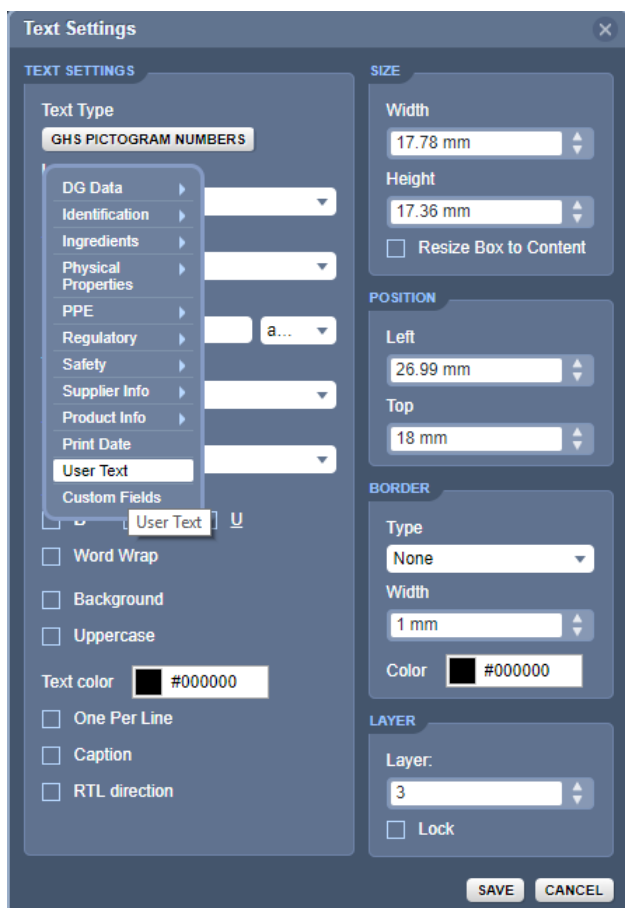 Text Settings
TEXT SETTINGS
Text Type
GHS PICTOGRAM NUMBERS
DG Data
Identification
Ingredients
Physical
Properties
PPE
Regulatory
a...
Safety
Supplier Info
Product Info
Print Date
User Text
Custom Fields
User Text
U
Word Wrap
Background
Uppercase
Text color
#000000
One Per Line
Caption
RTL direction
SIZE
Width
17.78 mm
Height
17.36 mm
Resize Box to Content
POSITION
Left
26.99 mm
Top
18 mm
BORDER
Type
None
Width
1 mm
Color
#000000
LAYER
Layer:
3
Lock
SAVE
CANCEL